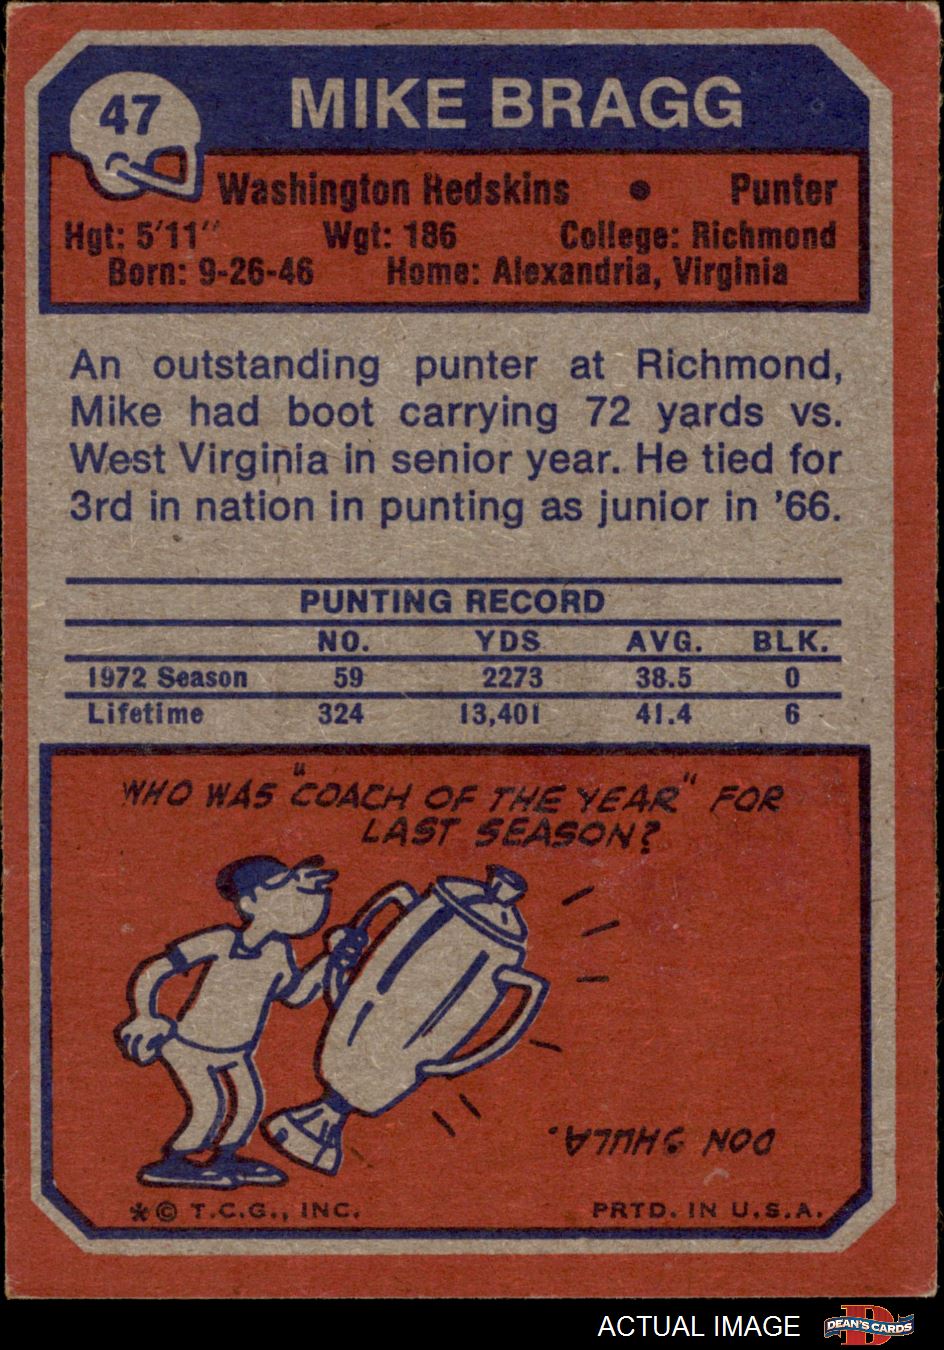 47
MIKE BRAGG
Washington Redskins • Punter
Hgt: 5'11" Wgt: 186 College: Richmond
Born: 9-26-46 Home: Alexandria, Virginia
An outstanding punter at Richmond,
Mike had boot carrying 72 yards vs.
West Virginia in senior year. He tied for
3rd in nation in punting as junior in '66.
PUNTING RECORD
NO. YDS AVG. BLK.
1972 Season 59 2273 38.5 0
Lifetime 324 13,401 41.4 6
WHO WAS "COACH OF THE YEAR" FOR
LAST SEASON?
DON SHULA.
*© T.C.G., INC. PRTD. IN U.S.A.
ACTUAL IMAGE
DEAN'S CARDS